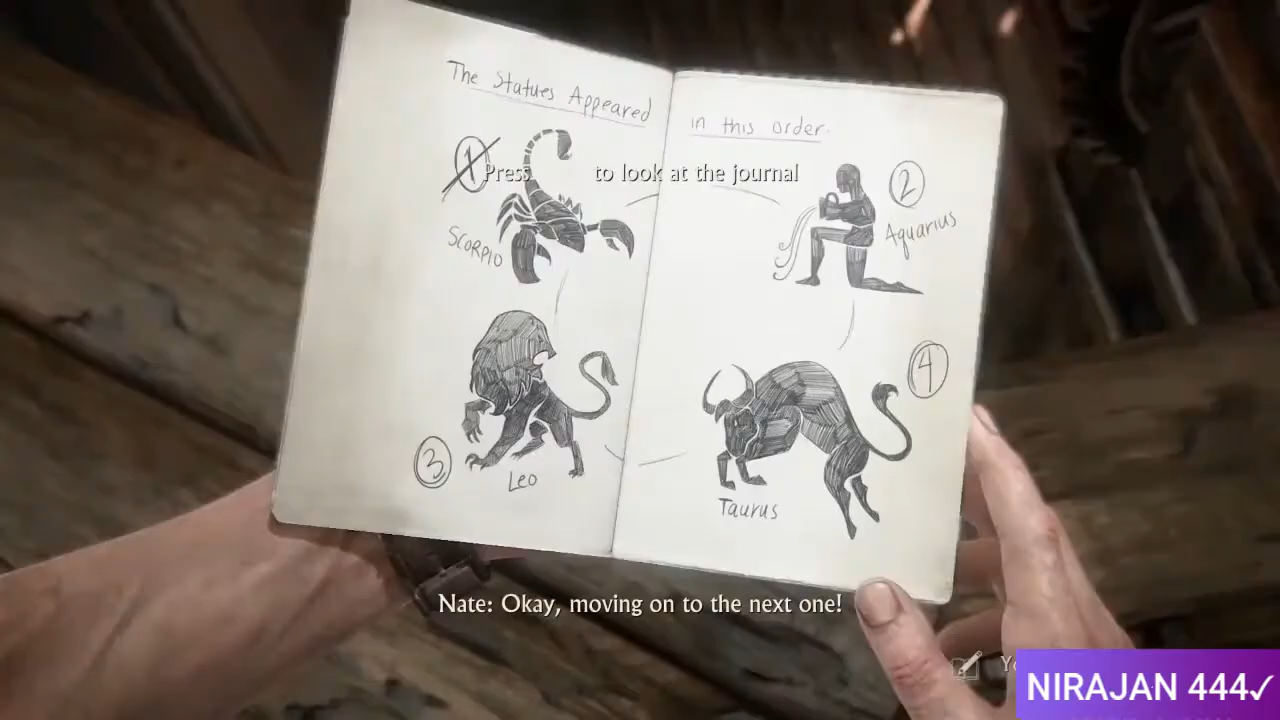 The Statues Appeared in this order.
1
Press to look at the journal
2
SCORPIO
Aquarius
4
3
Leo
Taurus
Nate: Okay, moving on to the next one!
NIRAJAN 444✓